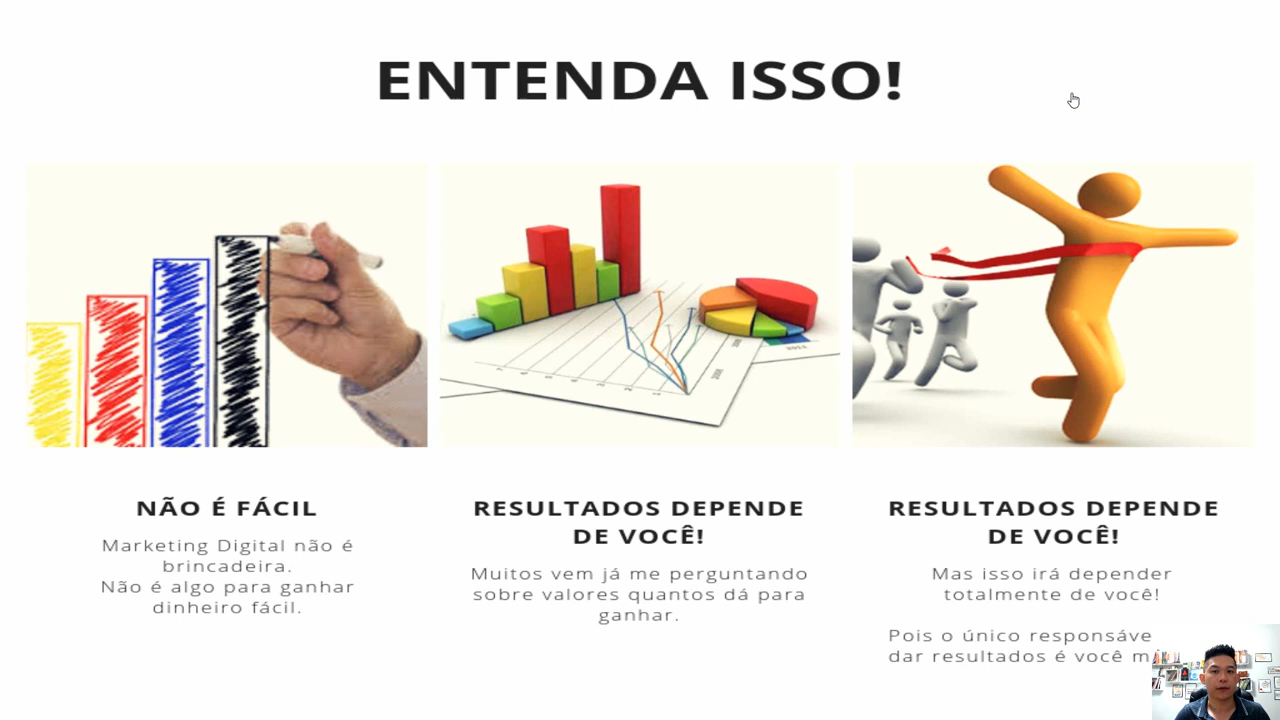 ENTENDA ISSO!
NÃO É FÁCIL
Marketing Digital não é
brincadeira.
Não é algo para ganhar
dinheiro fácil.
RESULTADOS DEPENDE
DE VOCÊ!
Muitos vem já me perguntando
sobre valores quantos dá para
ganhar.
RESULTADOS DEPENDE
DE VOCÊ!
Mas isso irá depender
totalmente de você!
Pois o único responsáve
dar resultados é você m